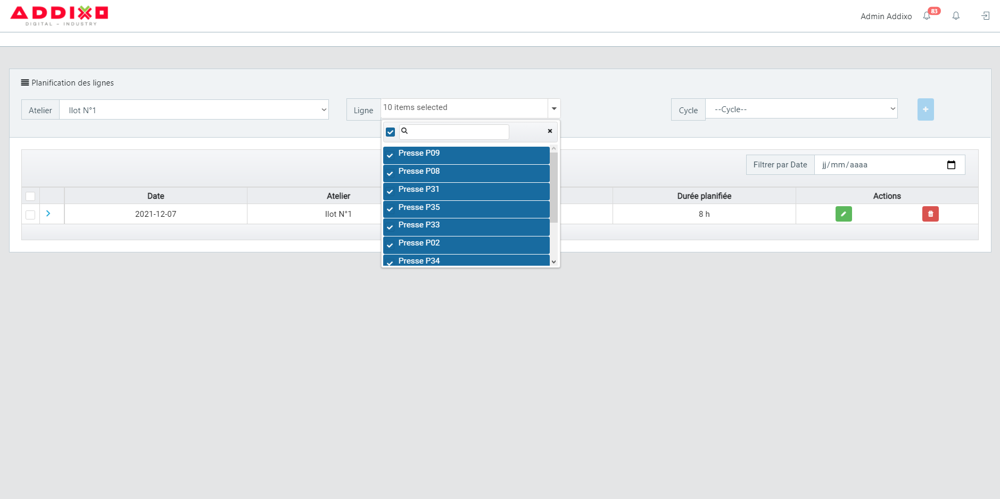 ADDIXO
DIGITAL - INDUSTRY
Admin Addixo
83
Planification des lignes
Atelier
Ilot N°1
Ligne
10 items selected
Cycle
--Cycle--
Presse P09
Presse P08
Presse P31
Presse P35
Presse P33
Presse P02
Presse P34
Filtrer par Date
jj/mm/aaaa
Date
Atelier
Durée planifiée
Actions
2021-12-07
Ilot N°1
8 h